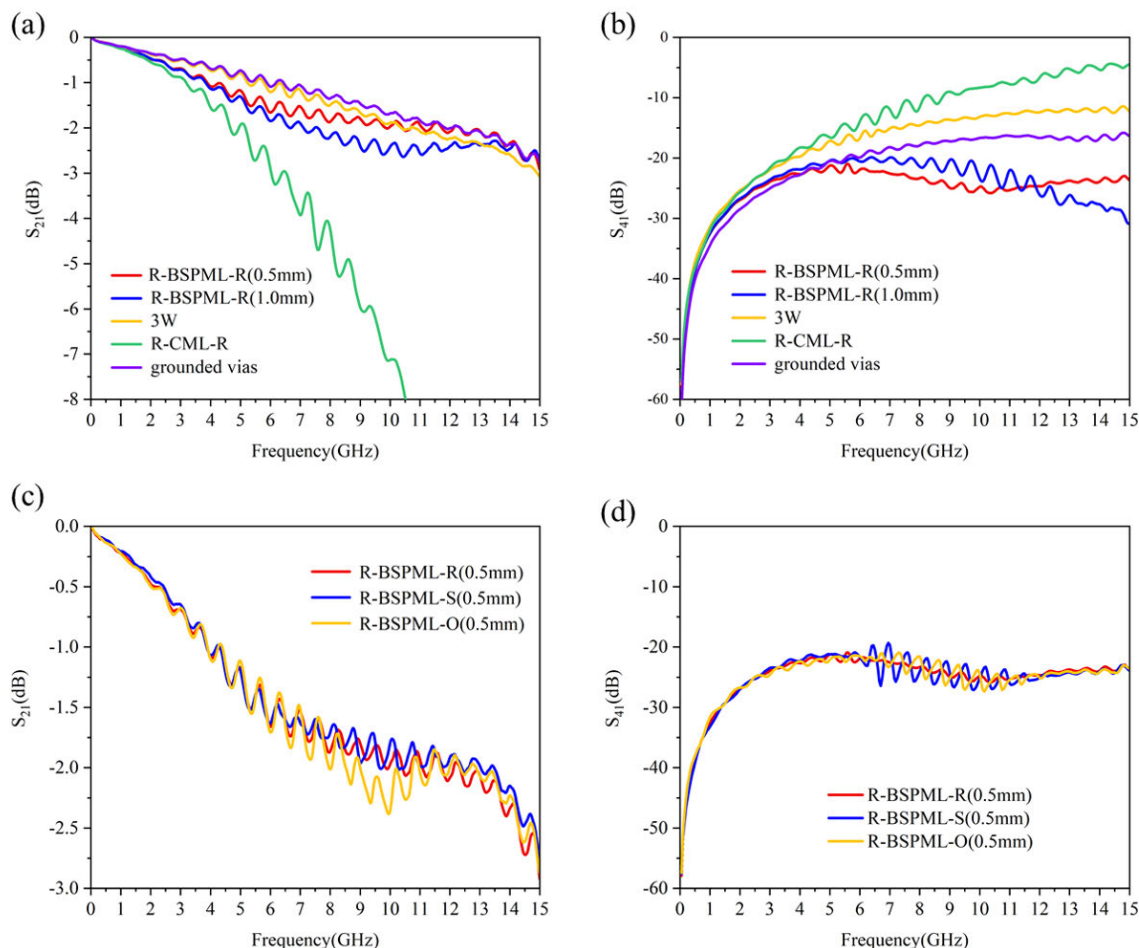 (a)
0
-1
-2
-3
-4
-5
-6
-7
-8
S21(dB)
R-BSPML-R(0.5mm)
R-BSPML-R(1.0mm)
3W
R-CML-R
grounded vias
0 1 2 3 4 5 6 7 8 9 10 11 12 13 14 15
Frequency(GHz)
(b)
0
-10
-20
-30
-40
-50
-60
S41(dB)
R-BSPML-R(0.5mm)
R-BSPML-R(1.0mm)
3W
R-CML-R
grounded vias
0 1 2 3 4 5 6 7 8 9 10 11 12 13 14 15
Frequency(GHz)
(c)
0.0
-0.5
-1.0
-1.5
-2.0
-2.5
-3.0
S21(dB)
R-BSPML-R(0.5mm)
R-BSPML-S(0.5mm)
R-BSPML-O(0.5mm)
0 1 2 3 4 5 6 7 8 9 10 11 12 13 14 15
Frequency(GHz)
(d)
0
-10
-20
-30
-40
-50
-60
S41(dB)
R-BSPML-R(0.5mm)
R-BSPML-S(0.5mm)
R-BSPML-O(0.5mm)
0 1 2 3 4 5 6 7 8 9 10 11 12 13 14 15
Frequency(GHz)